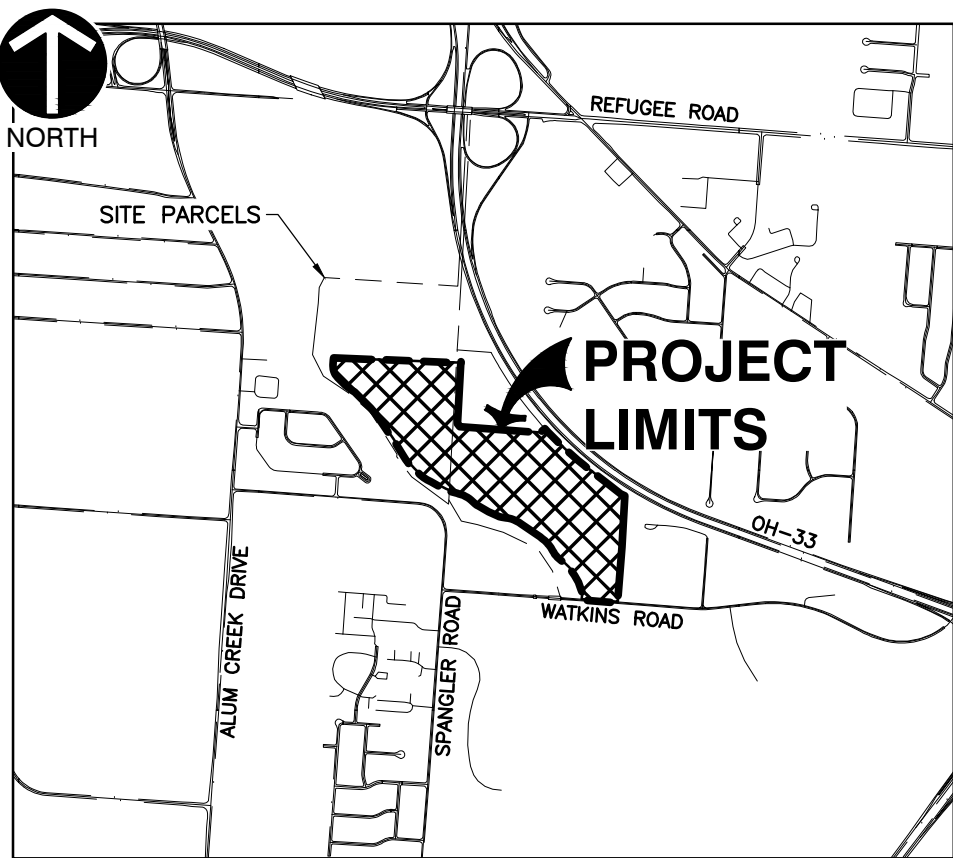 NORTH
REFUGEE ROAD
SITE PARCELS
PROJECT
LIMITS
OH-33
WATKINS ROAD
ALUM CREEK DRIVE
SPANGLER ROAD